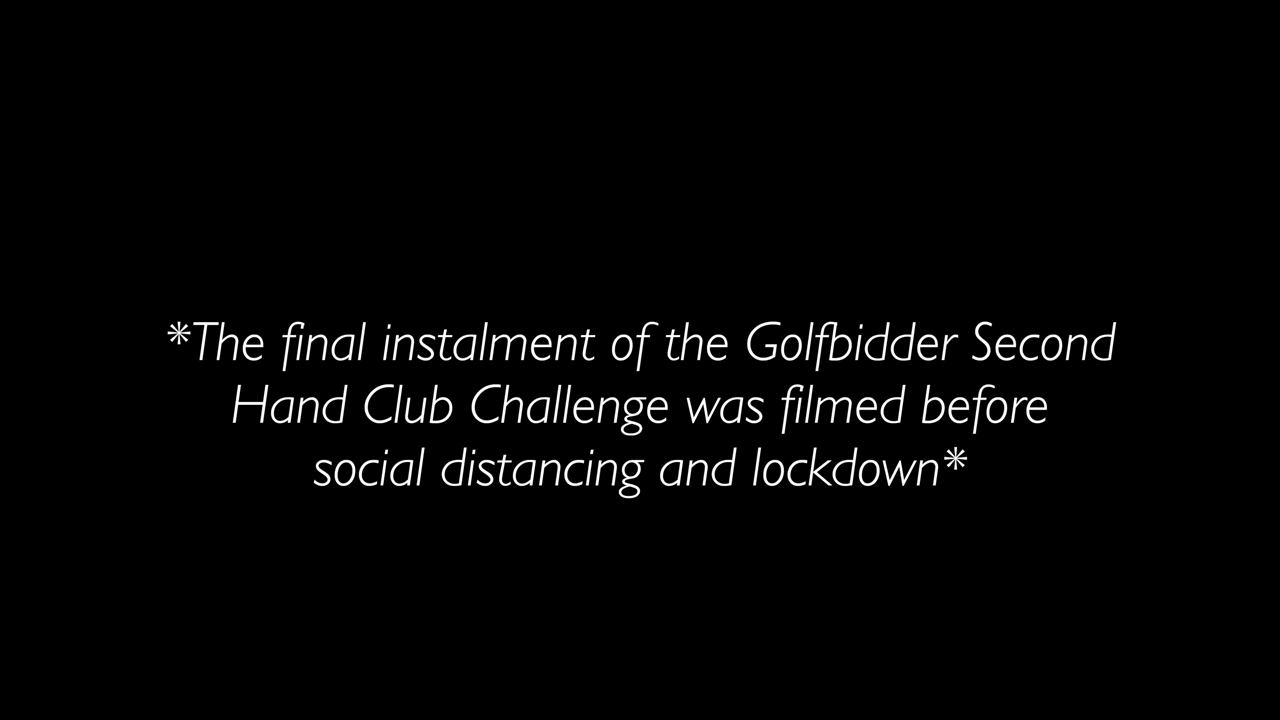 *The final instalment of the Golfbidder Second
Hand Club Challenge was filmed before
social distancing and lockdown*